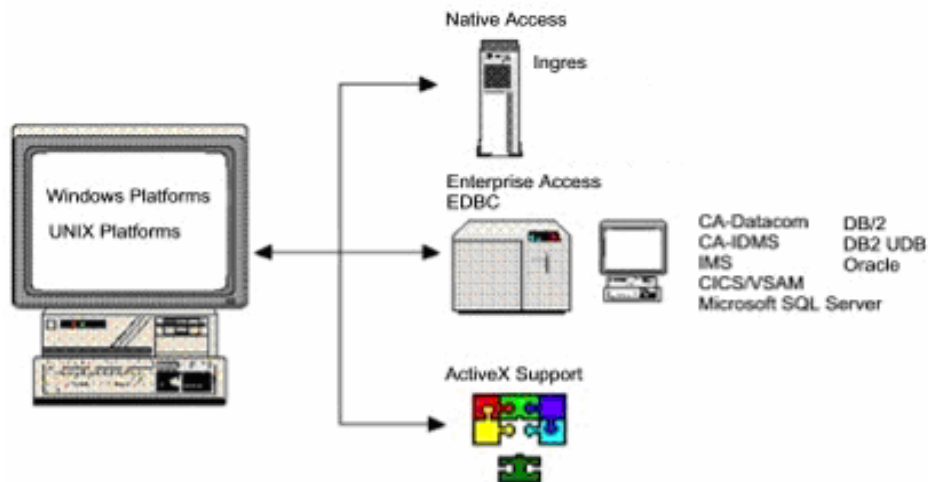 Native Access
Ingres
Windows Platforms
UNIX Platforms
Enterprise Access
EDBC
CA-Datacom DB/2
CA-IDMS DB2 UDB
IMS Oracle
CICS/VSAM
Microsoft SQL Server
ActiveX Support